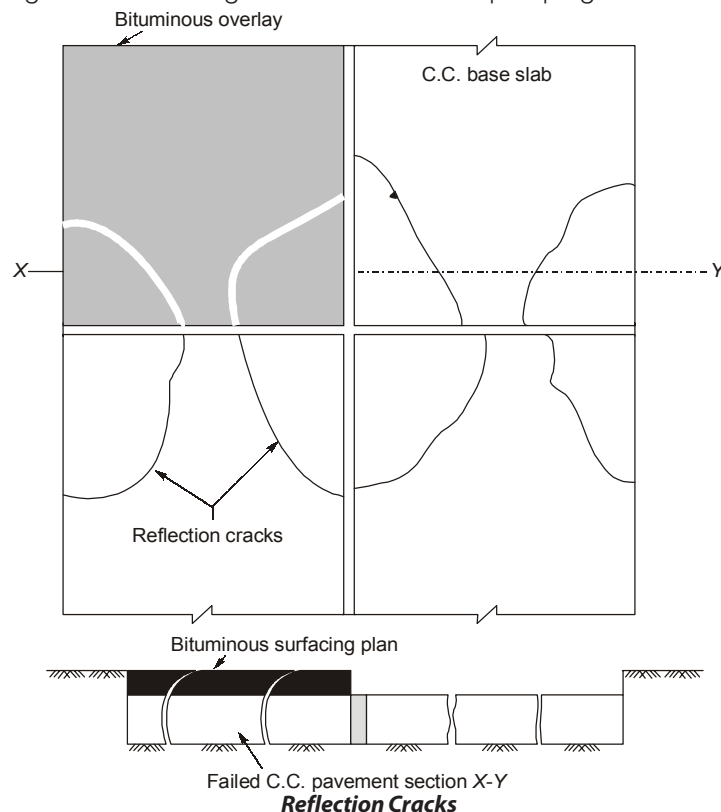 Bituminous overlay
C.C. base slab
X
Y
Reflection cracks
Bituminous surfacing plan
Failed C.C. pavement section X-Y
Reflection Cracks